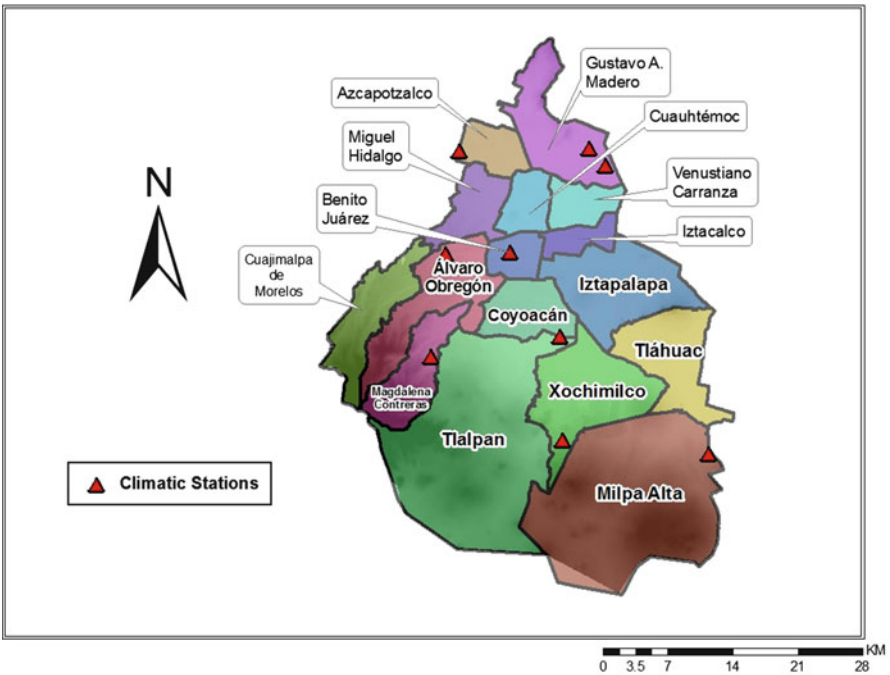 Gustavo A.
Madero
Azcapotzalco
Cuauhtémoc
Miguel
Hidalgo
Venustiano
Carranza
N
Benito
Juárez
Iztacalco
Cuajimalpa
de
Morelos
Álvaro
Obregón
Iztapalapa
Coyoacán
Tláhuac
Magdalena
Contreras
Xochimilco
Tlalpan
Climatic Stations
Milpa Alta
KM
0 3.5 7 14 21 28